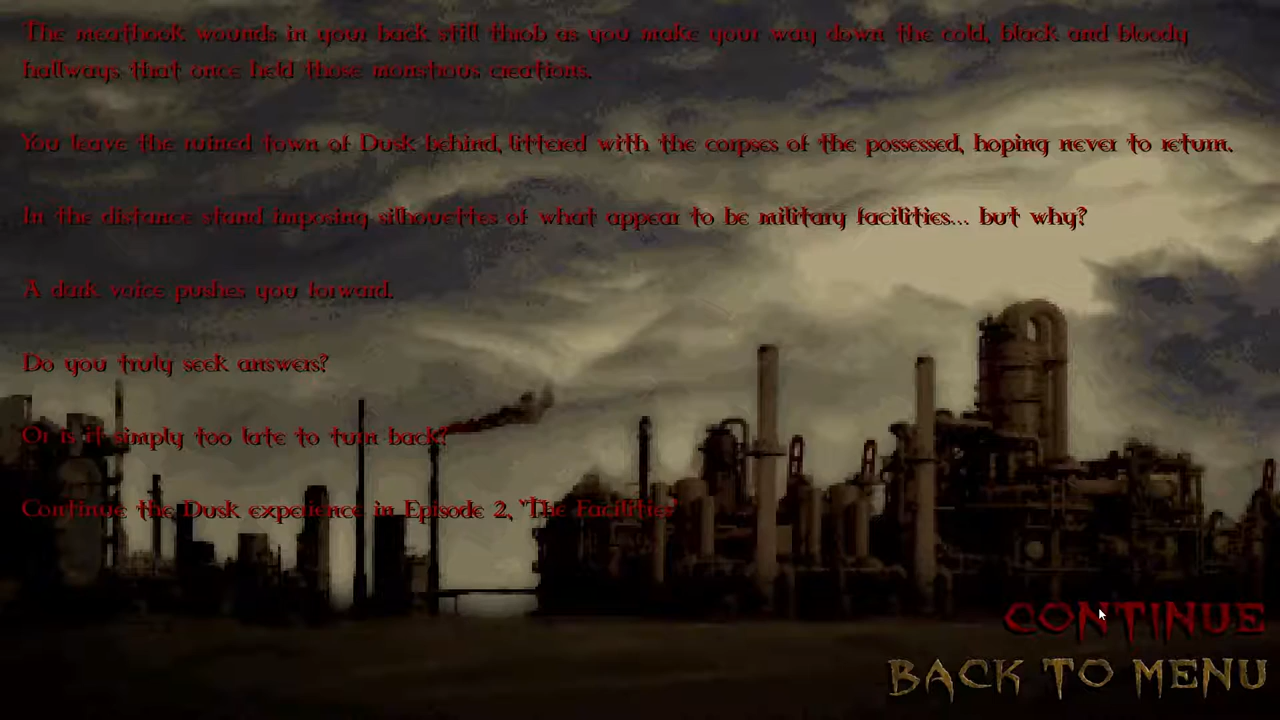 The meathook wounds in your back still throb as you make your way down the cold, black and bloody
hallways that once held those monstrous creations.
You leave the ruined town of Dusk behind, littered with the corpses of the possessed, hoping never to return.
In the distance stand imposing silhouettes of what appear to be military facilities... but why?
A dark voice pushes you forward.
Do you truly seek answers?
Or is it simply too late to turn back?
Continue the Dusk experience in Episode 2, 'The Facilities'
CONTINUE
BACK TO MENU